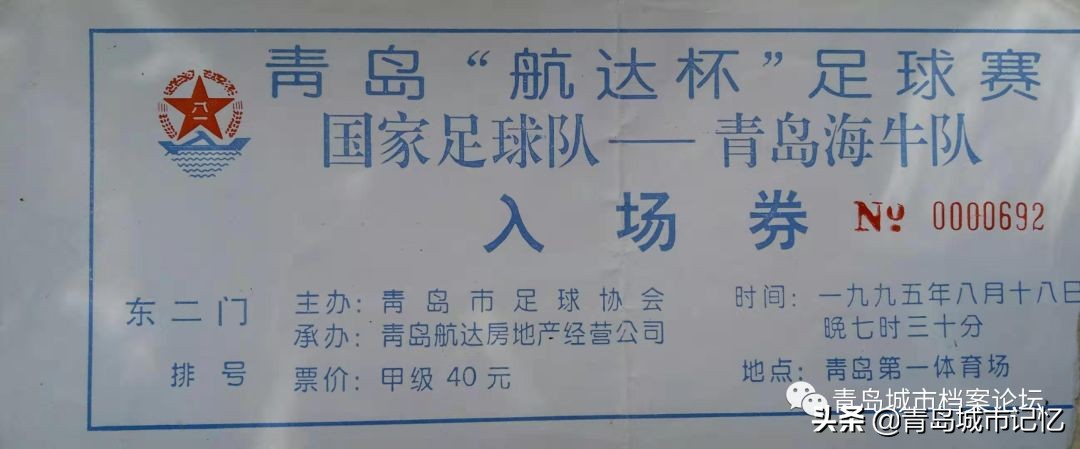 青岛“航达杯”足球赛
国家足球队——青岛海牛队
八一
入场券 № 0000692
东二门
排 号
主办：青岛市足球协会
承办：青岛航达房地产经营公司
票价：甲级 40 元
时间：一九九五年八月十八日
晚七时三十分
地点：青岛第一体育场
青岛城市档案论坛
头条 @青岛城市记忆